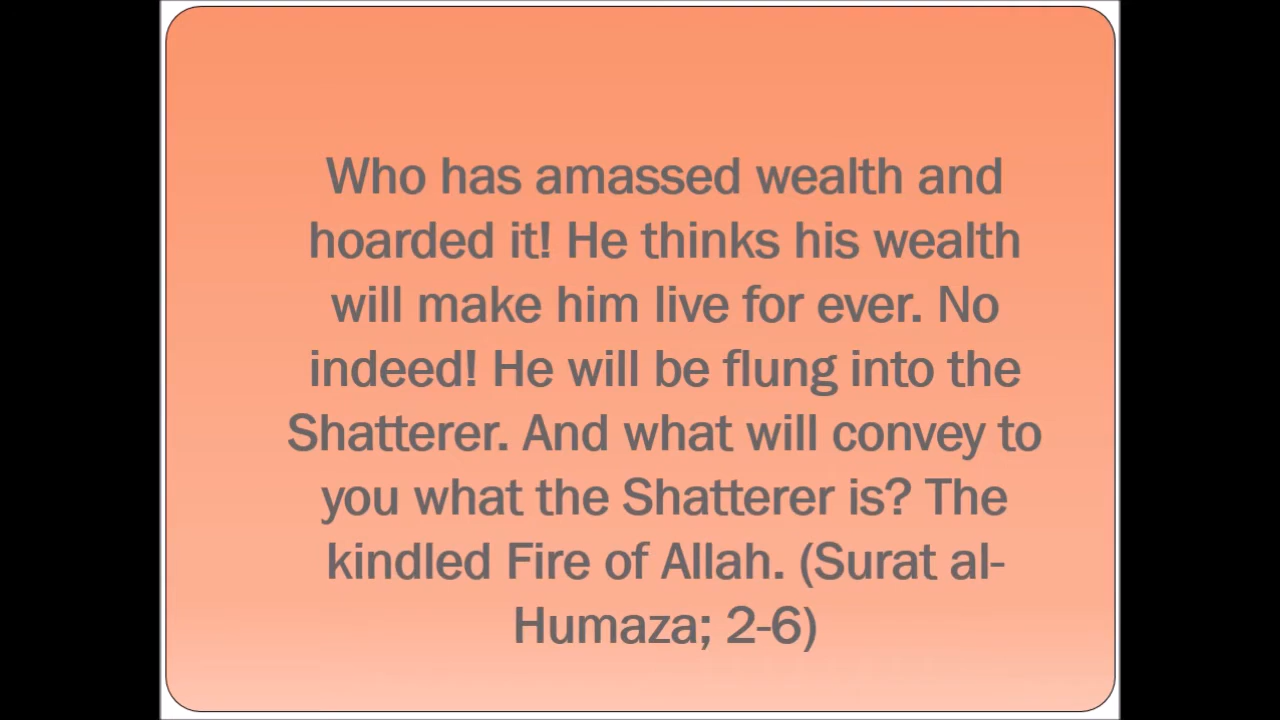 Who has amassed wealth and
hoarded it! He thinks his wealth
will make him live for ever. No
indeed! He will be flung into the
Shatterer. And what will convey to
you what the Shatterer is? The
kindled Fire of Allah. (Surat al-
Humaza; 2-6)